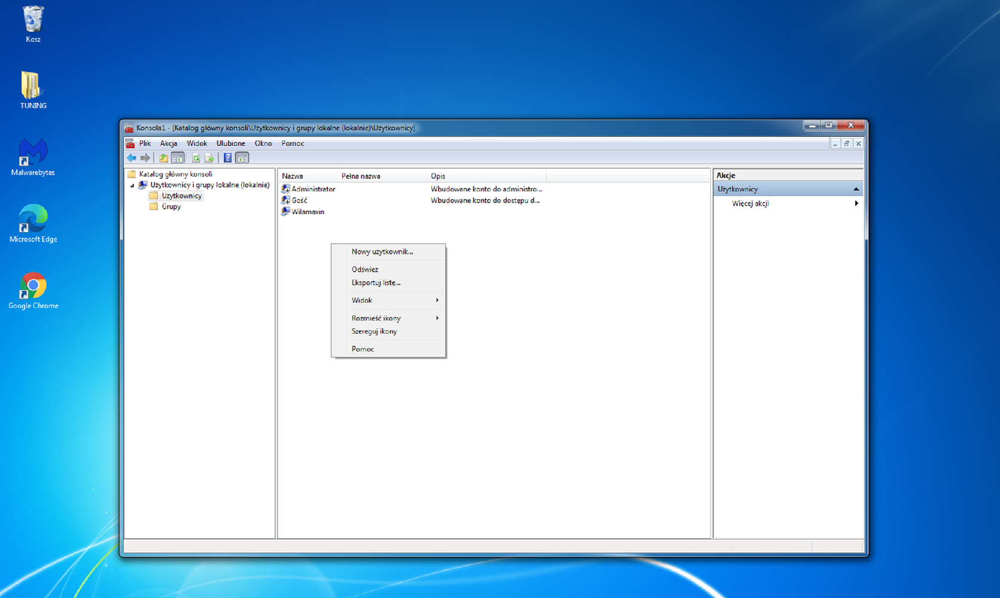 Kosz
TUNING
Malwarebytes
Microsoft Edge
Google Chrome
Konsola1 - [Katalog główny konsoli\Użytkownicy i grupy lokalne (lokalnie)\Użytkownicy]
Plik Akcja Widok Ulubione Okno Pomoc
Katalog główny konsoli
Użytkownicy i grupy lokalne (lokalnie)
Użytkownicy
Grupy
Nazwa Pełna nazwa Opis
Administrator Wbudowane konto do administro...
Gość Wbudowane konto do dostępu d...
Wilamaxin
Nowy użytkownik...
Odśwież
Eksportuj listę...
Widok
Rozmieść ikony
Szereguj ikony
Pomoc
Akcje
Użytkownicy
Więcej akcji